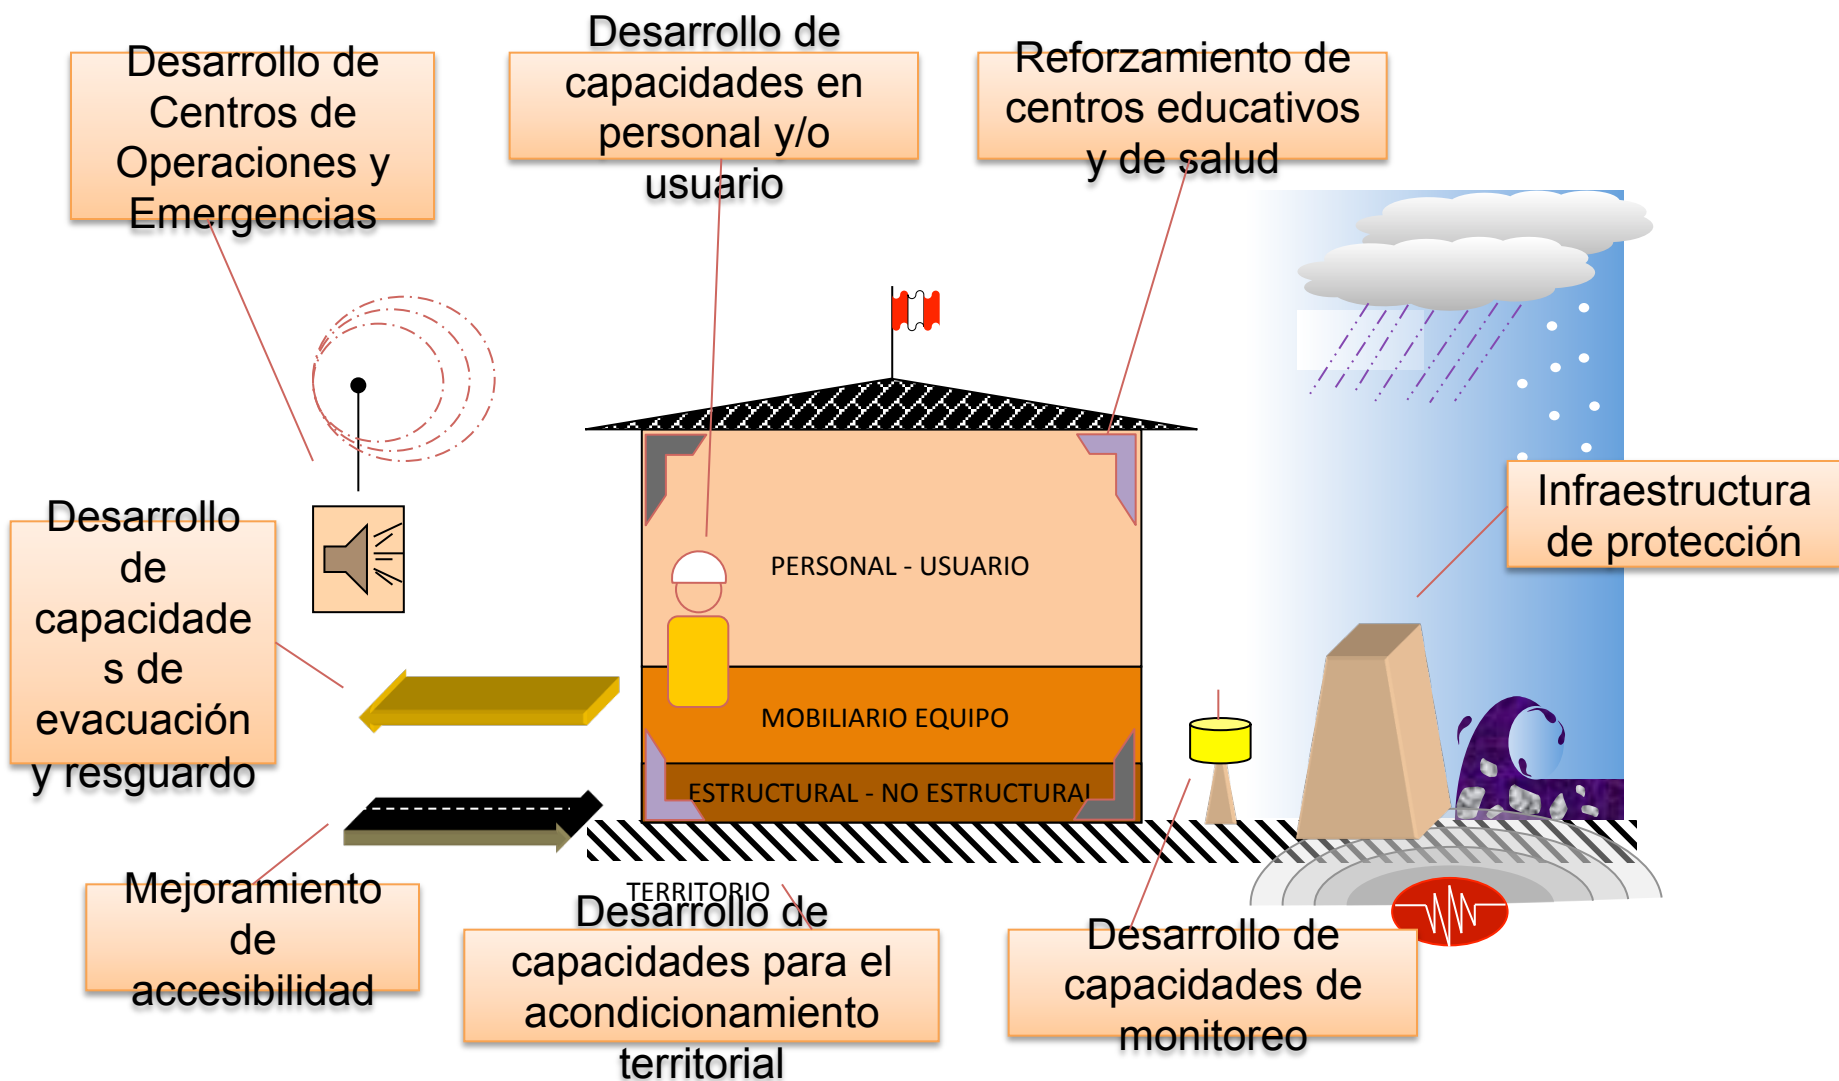 Desarrollo de
Centros de
Operaciones y
Emergencias
Desarrollo de
capacidades en
personal y/o
usuario
Reforzamiento de
centros educativos
y de salud
Infraestructura
de protección
Desarrollo
de
capacidade
s de
evacuación
y resguardo
PERSONAL - USUARIO
MOBILIARIO EQUIPO
ESTRUCTURAL - NO ESTRUCTURAL
Mejoramiento
de
accesibilidad
TERRITORIO
Desarrollo de
capacidades para el
acondicionamiento
territorial
Desarrollo de
capacidades de
monitoreo